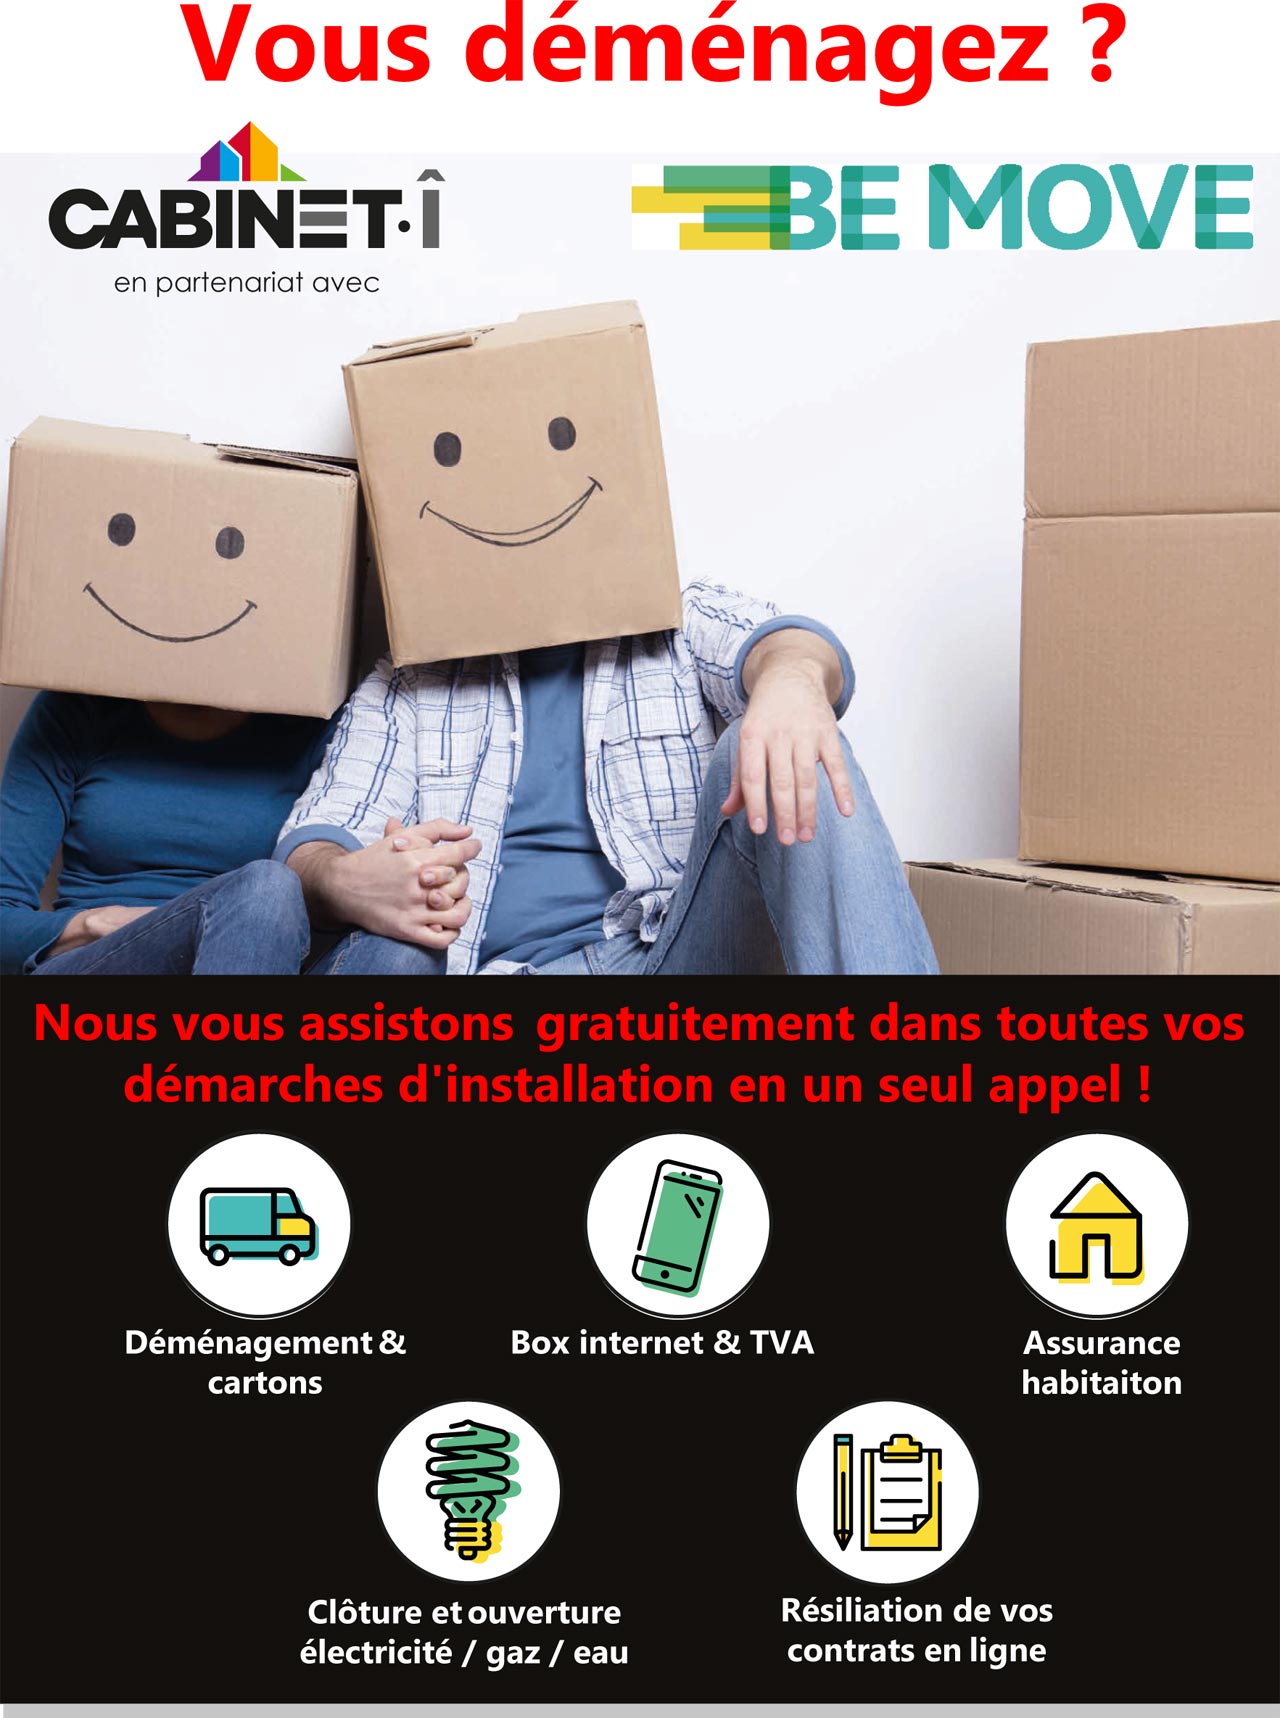 Vous déménagez ?
CABINET·Î
en partenariat avec
BE MOVE
Nous vous assistons gratuitement dans toutes vos
démarches d'installation en un seul appel !
Déménagement &
cartons
Box internet & TVA
Assurance
habitaiton
Clôture et ouverture
électricité / gaz / eau
Résiliation de vos
contrats en ligne